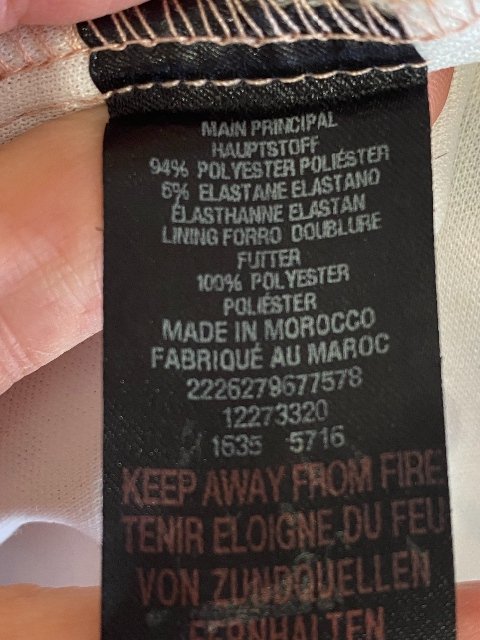 MAIN PRINCIPAL
HAUPTSTOFF
94% POLYESTER POLIÉSTER
6% ELASTANE ELASTANO
ÉLASTHANNE ELASTAN
LINING FORRO DOUBLURE
FUTTER
100% POLYESTER
POLIÉSTER
MADE IN MOROCCO
FABRIQUÉ AU MAROC
2226279677578
12273320
1635 5716
KEEP AWAY FROM FIRE
TENIR ELOIGNE DU FEU
VON ZUNDQUELLEN
FERNHALTEN